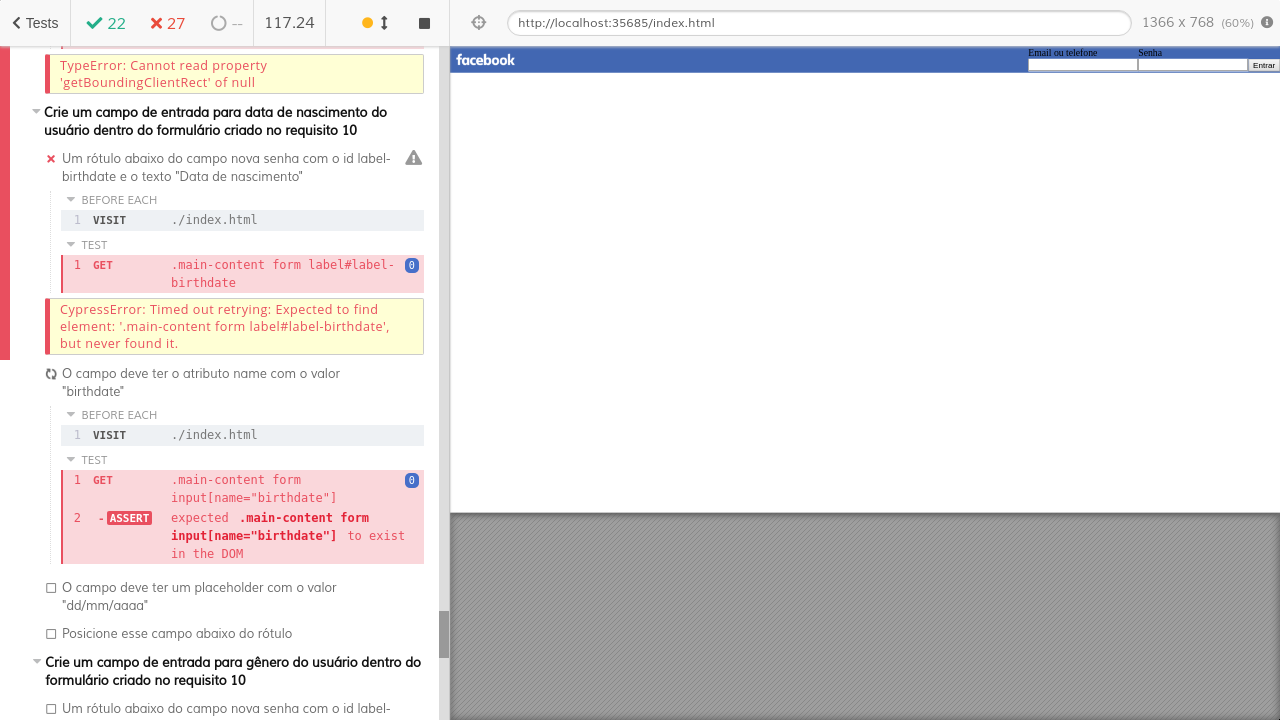 Tests 22 27 -- 117.24 http://localhost:35685/index.html 1366 x 768 (60%)
TypeError: Cannot read property
'getBoundingClientRect' of null
Crie um campo de entrada para data de nascimento do
usuário dentro do formulário criado no requisito 10
Um rótulo abaixo do campo nova senha com o id label-
birthdate e o texto "Data de nascimento"
BEFORE EACH
1 VISIT ./index.html
TEST
1 GET .main-content form label#label- 0
birthdate
CypressError: Timed out retrying: Expected to find
element: '.main-content form label#label-birthdate',
but never found it.
O campo deve ter o atributo name com o valor
"birthdate"
BEFORE EACH
1 VISIT ./index.html
TEST
1 GET .main-content form 0
input[name="birthdate"]
2 -ASSERT expected .main-content form
input[name="birthdate"] to exist
in the DOM
O campo deve ter um placeholder com o valor
"dd/mm/aaaa"
Posicione esse campo abaixo do rótulo
Crie um campo de entrada para gênero do usuário dentro do
formulário criado no requisito 10
Um rótulo abaixo do campo nova senha com o id label-
facebook
Email ou telefone
Senha
Entrar